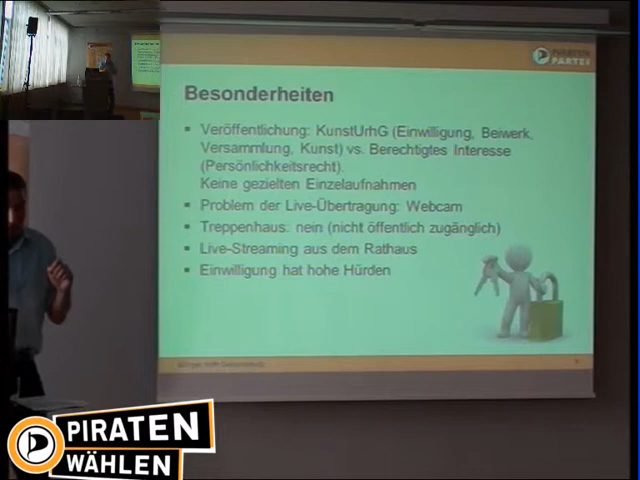 PIRATEN
PARTEI
Besonderheiten
▪ Veröffentlichung: KunstUrhG (Einwilligung, Beiwerk,
Versammlung, Kunst) vs. Berechtigtes Interesse
(Persönlichkeitsrecht).
Keine gezielten Einzelaufnahmen
▪ Problem der Live-Übertragung: Webcam
▪ Treppenhaus: nein (nicht öffentlich zugänglich)
▪ Live-Streaming aus dem Rathaus
▪ Einwilligung hat hohe Hürden
PIRATEN
WÄHLEN